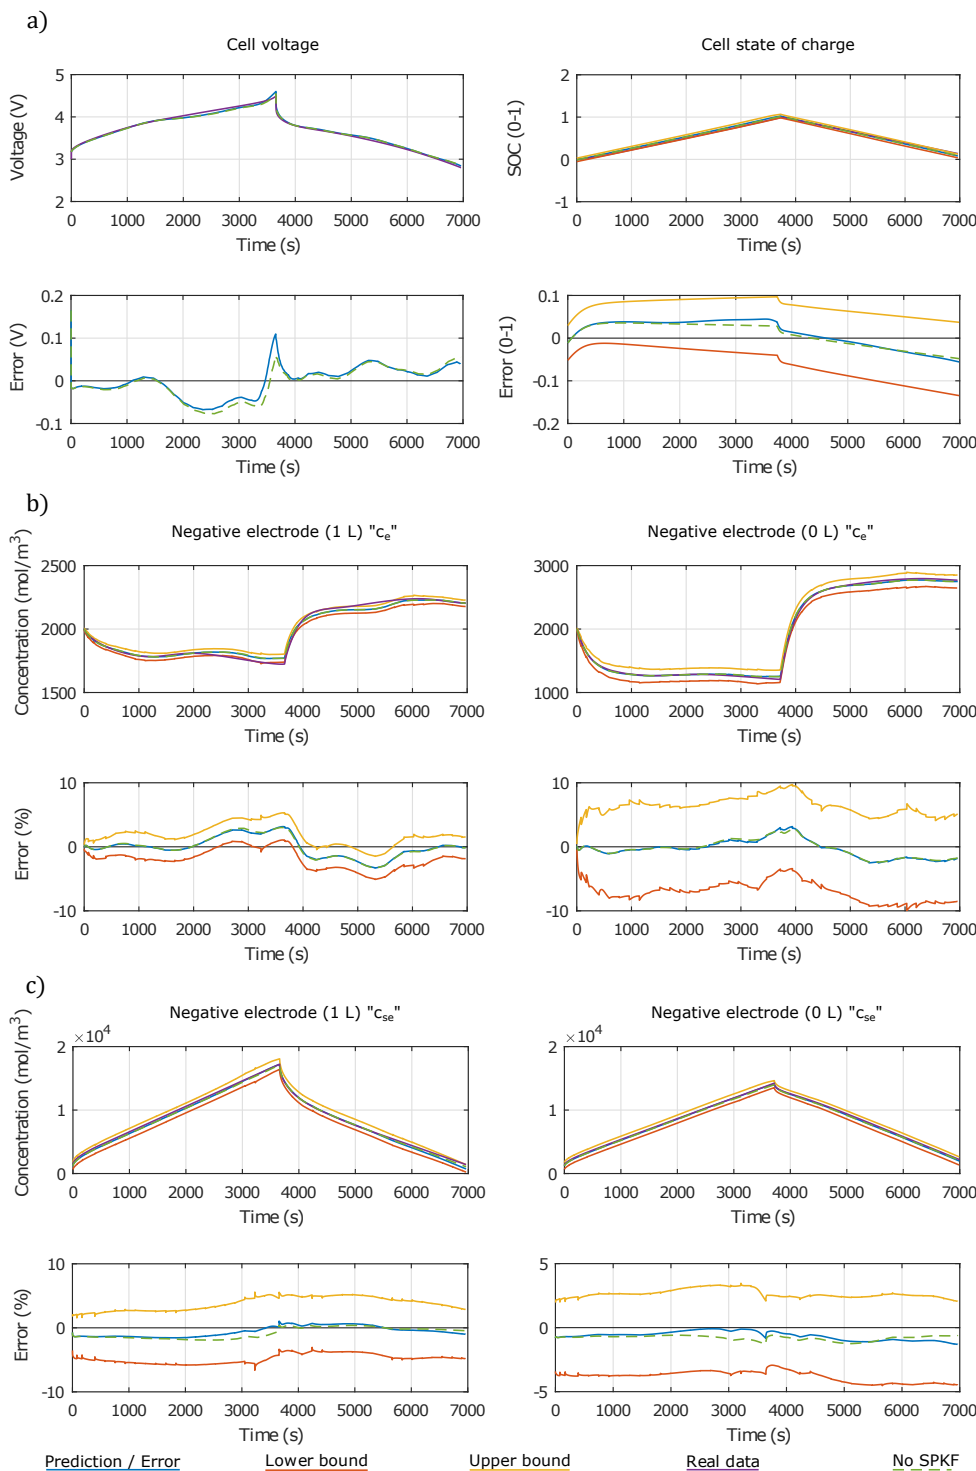 a)
Cell voltage
Cell state of charge
Voltage (V)
5
4
3
2
0 1000 2000 3000 4000 5000 6000 7000
Time (s)
SOC (0-1)
2
1
0
-1
0 1000 2000 3000 4000 5000 6000 7000
Time (s)
Error (V)
0.2
0.1
0
-0.1
0 1000 2000 3000 4000 5000 6000 7000
Time (s)
Error (0-1)
0.1
0
-0.1
-0.2
0 1000 2000 3000 4000 5000 6000 7000
Time (s)
b)
Negative electrode (1 L) "c_e"
Negative electrode (0 L) "c_e"
Concentration (mol/m³)
2500
2000
1500
0 1000 2000 3000 4000 5000 6000 7000
Time (s)
3000
2000
1000
0 1000 2000 3000 4000 5000 6000 7000
Time (s)
Error (%)
10
0
-10
0 1000 2000 3000 4000 5000 6000 7000
Time (s)
10
0
-10
0 1000 2000 3000 4000 5000 6000 7000
Time (s)
c)
Negative electrode (1 L) "c_se"
Negative electrode (0 L) "c_se"
Concentration (mol/m³)
×10⁴
2
1
0
0 1000 2000 3000 4000 5000 6000 7000
Time (s)
×10⁴
2
1
0
0 1000 2000 3000 4000 5000 6000 7000
Time (s)
Error (%)
10
0
-10
0 1000 2000 3000 4000 5000 6000 7000
Time (s)
5
0
-5
0 1000 2000 3000 4000 5000 6000 7000
Time (s)
Prediction / Error Lower bound Upper bound Real data No SPKF